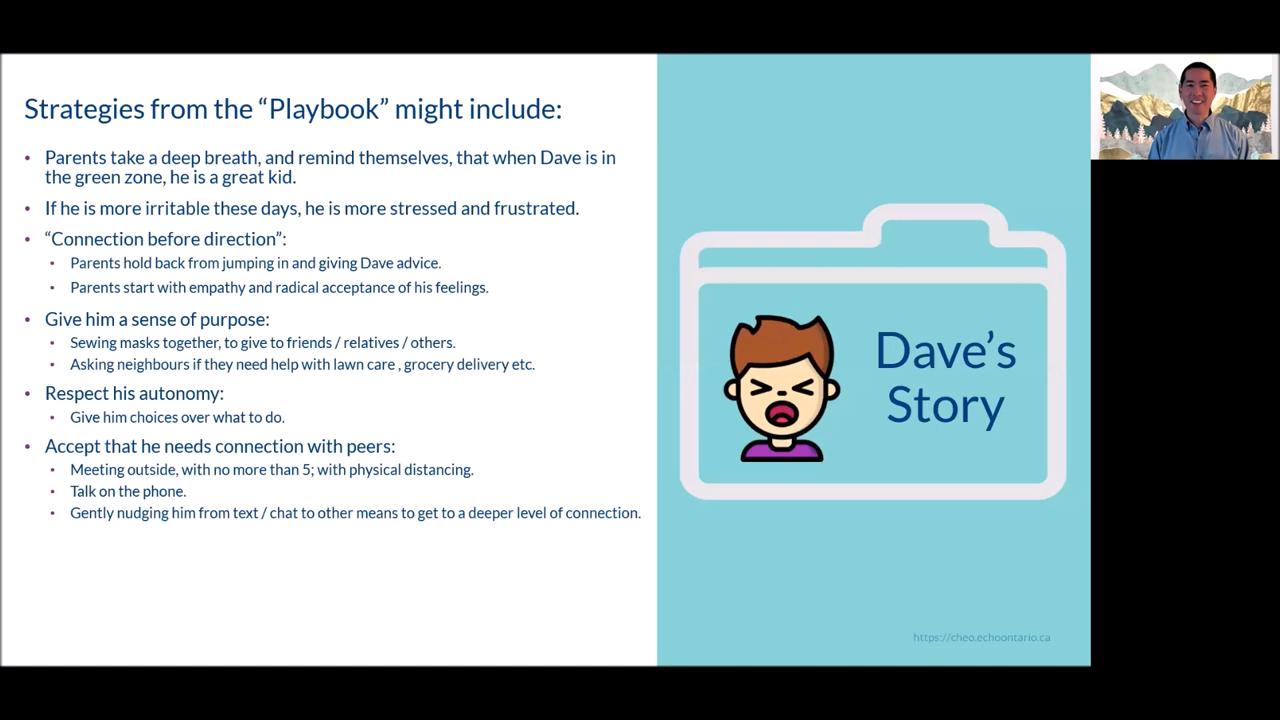 Strategies from the “Playbook” might include:
• Parents take a deep breath, and remind themselves, that when Dave is in
the green zone, he is a great kid.
• If he is more irritable these days, he is more stressed and frustrated.
• “Connection before direction”:
• Parents hold back from jumping in and giving Dave advice.
• Parents start with empathy and radical acceptance of his feelings.
• Give him a sense of purpose:
• Sewing masks together, to give to friends / relatives / others.
• Asking neighbours if they need help with lawn care , grocery delivery etc.
• Respect his autonomy:
• Give him choices over what to do.
• Accept that he needs connection with peers:
• Meeting outside, with no more than 5; with physical distancing.
• Talk on the phone.
• Gently nudging him from text / chat to other means to get to a deeper level of connection.
Dave’s
Story
https://cheo.echoontario.ca